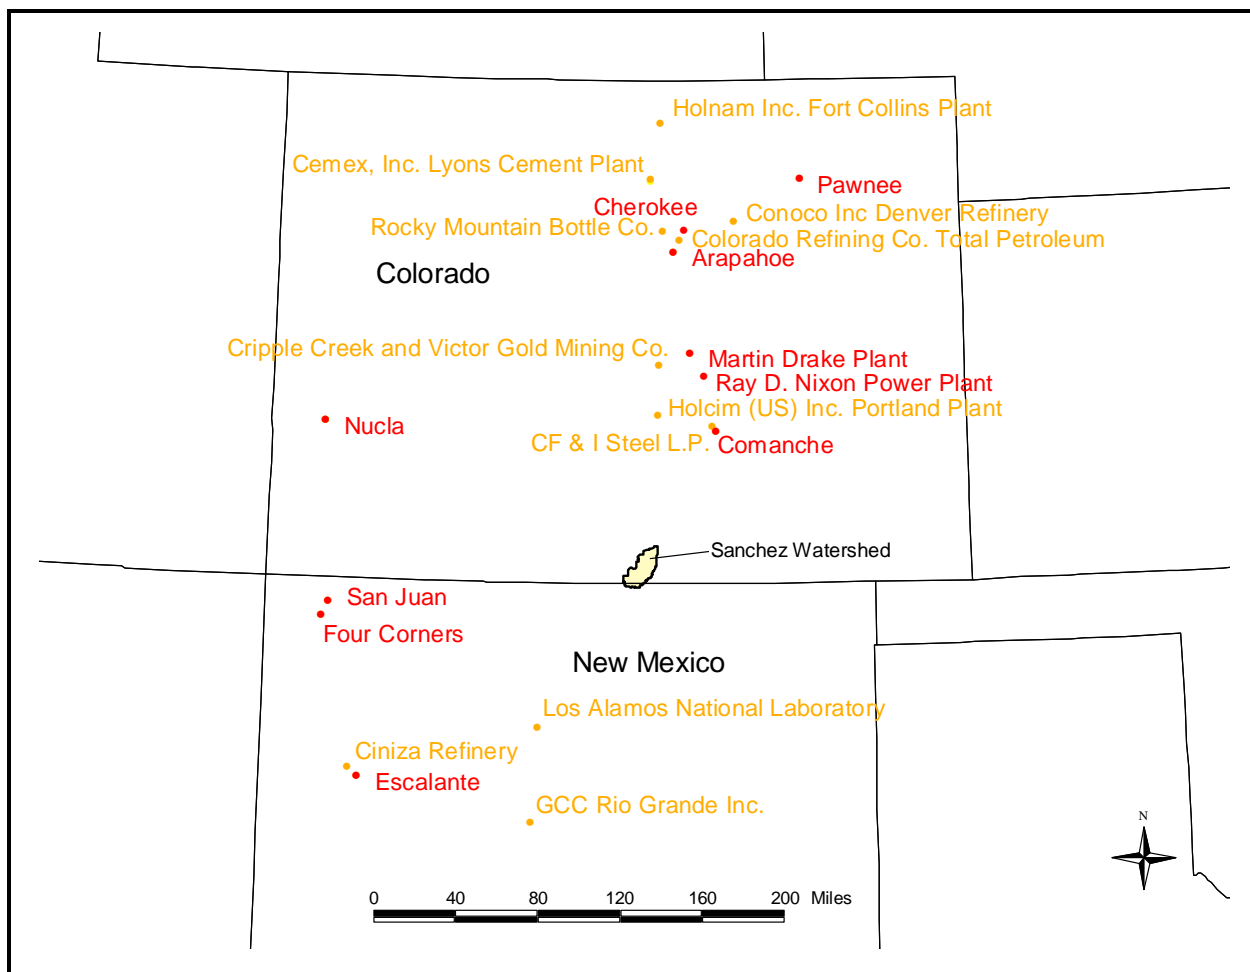 Holnam Inc. Fort Collins Plant
Cemex, Inc. Lyons Cement Plant
Pawnee
Cherokee
Conoco Inc Denver Refinery
Rocky Mountain Bottle Co.
Colorado Refining Co. Total Petroleum
Arapahoe
Colorado
Cripple Creek and Victor Gold Mining Co.
Martin Drake Plant
Ray D. Nixon Power Plant
Holcim (US) Inc. Portland Plant
Nucla
CF & I Steel L.P.
Comanche
Sanchez Watershed
San Juan
Four Corners
New Mexico
Los Alamos National Laboratory
Ciniza Refinery
Escalante
GCC Rio Grande Inc.
N
0 40 80 120 160 200 Miles